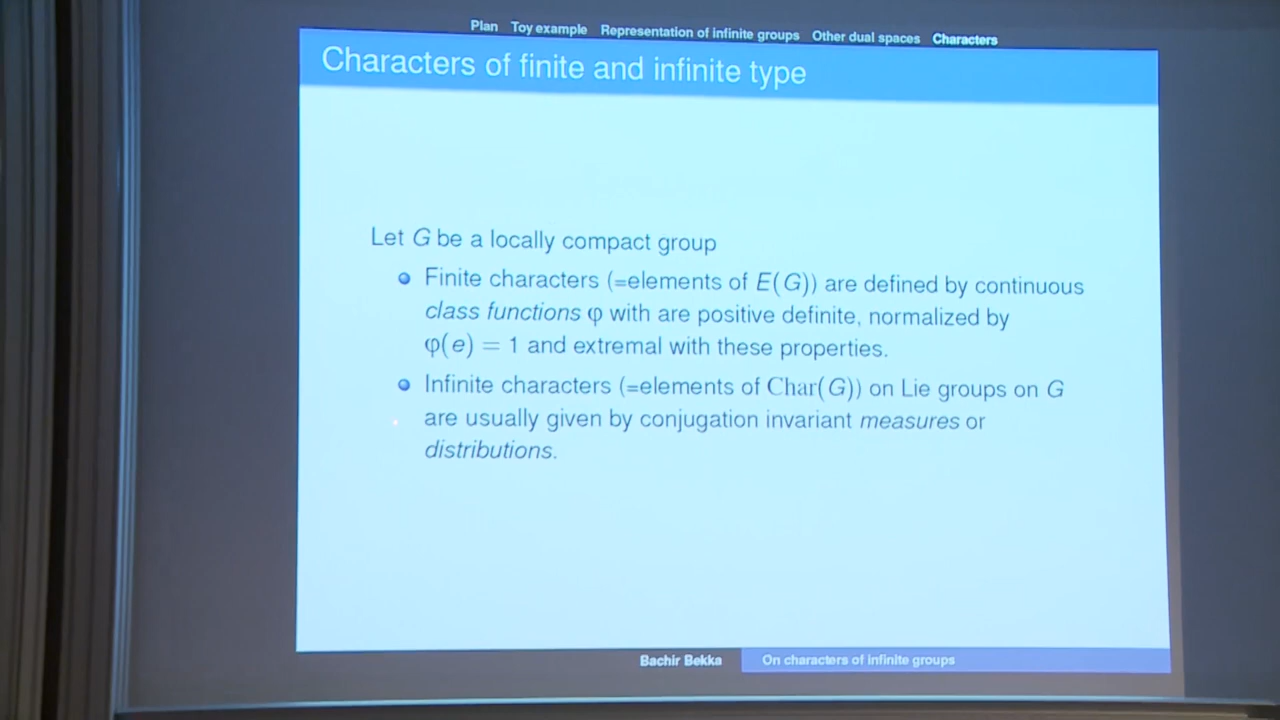 Plan Toy example Representation of infinite groups Other dual spaces Characters
Characters of finite and infinite type
Let G be a locally compact group
Finite characters (=elements of E(G)) are defined by continuous
class functions φ with are positive definite, normalized by
φ(e) = 1 and extremal with these properties.
Infinite characters (=elements of Char(G)) on Lie groups on G
are usually given by conjugation invariant measures or
distributions.
Bachir Bekka On characters of infinite groups